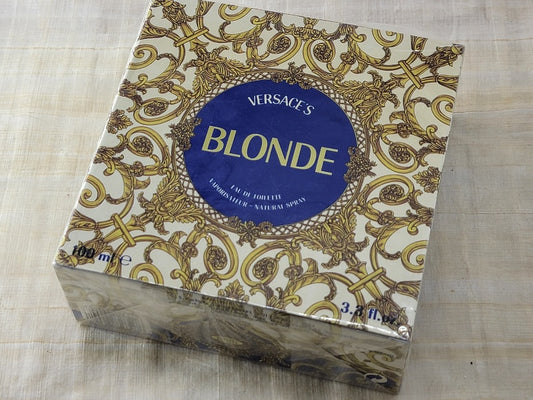 VERSACE'S
BLONDE
EAU DE TOILETTE
VAPORISATEUR - NATURAL SPRAY
100 ml e
3.3 fl.oz